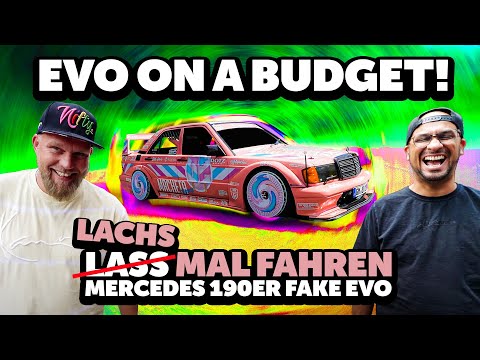 EVO ON A BUDGET!
LACHS
LASS MAL FAHREN
MERCEDES 190ER FAKE EVO